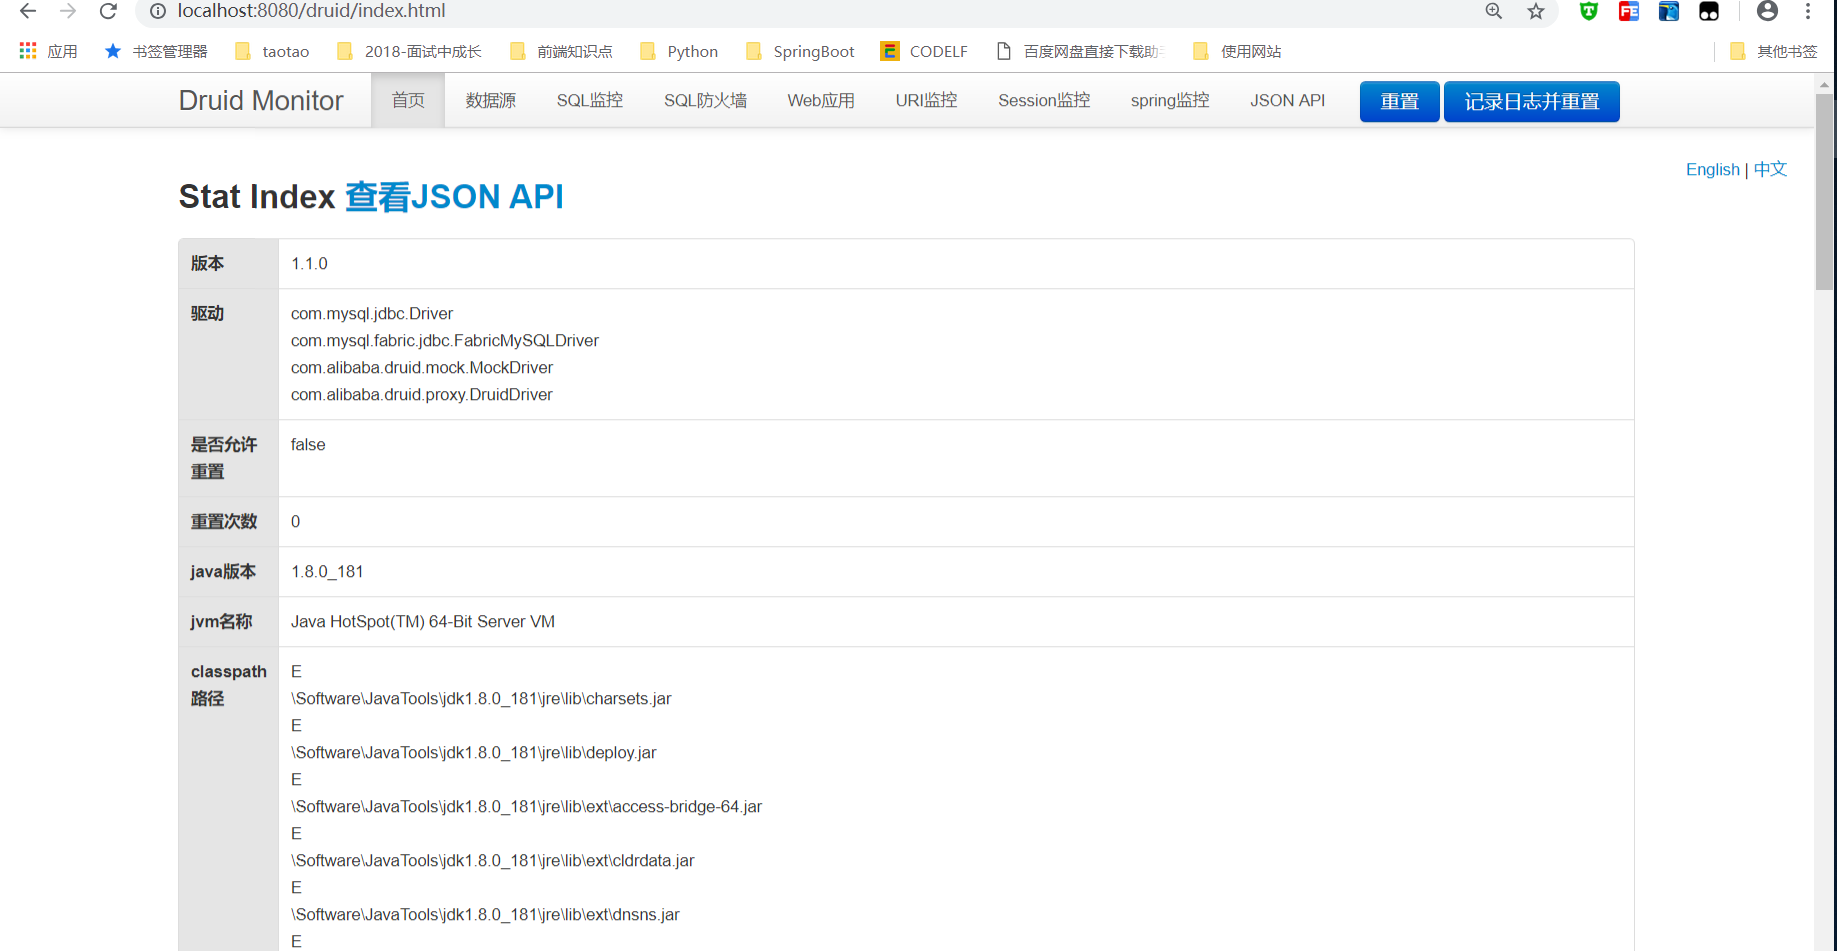 localhost:8080/druid/index.html
应用 书签管理器 taotao 2018-面试中成长 前端知识点 Python SpringBoot CODELF 百度网盘直接下载助 使用网站 其他书签
Druid Monitor 首页 数据源 SQL监控 SQL防火墙 Web应用 URI监控 Session监控 spring监控 JSON API 重置 记录日志并重置
English | 中文
Stat Index 查看JSON API
版本 1.1.0
驱动 com.mysql.jdbc.Driver
com.mysql.fabric.jdbc.FabricMySQLDriver
com.alibaba.druid.mock.MockDriver
com.alibaba.druid.proxy.DruidDriver
是否允许 false
重置
重置次数 0
java版本 1.8.0_181
jvm名称 Java HotSpot(TM) 64-Bit Server VM
classpath E
路径 \Software\JavaTools\jdk1.8.0_181\jre\lib\charsets.jar
E
\Software\JavaTools\jdk1.8.0_181\jre\lib\deploy.jar
E
\Software\JavaTools\jdk1.8.0_181\jre\lib\ext\access-bridge-64.jar
E
\Software\JavaTools\jdk1.8.0_181\jre\lib\ext\cldrdata.jar
E
\Software\JavaTools\jdk1.8.0_181\jre\lib\ext\dnsns.jar
E